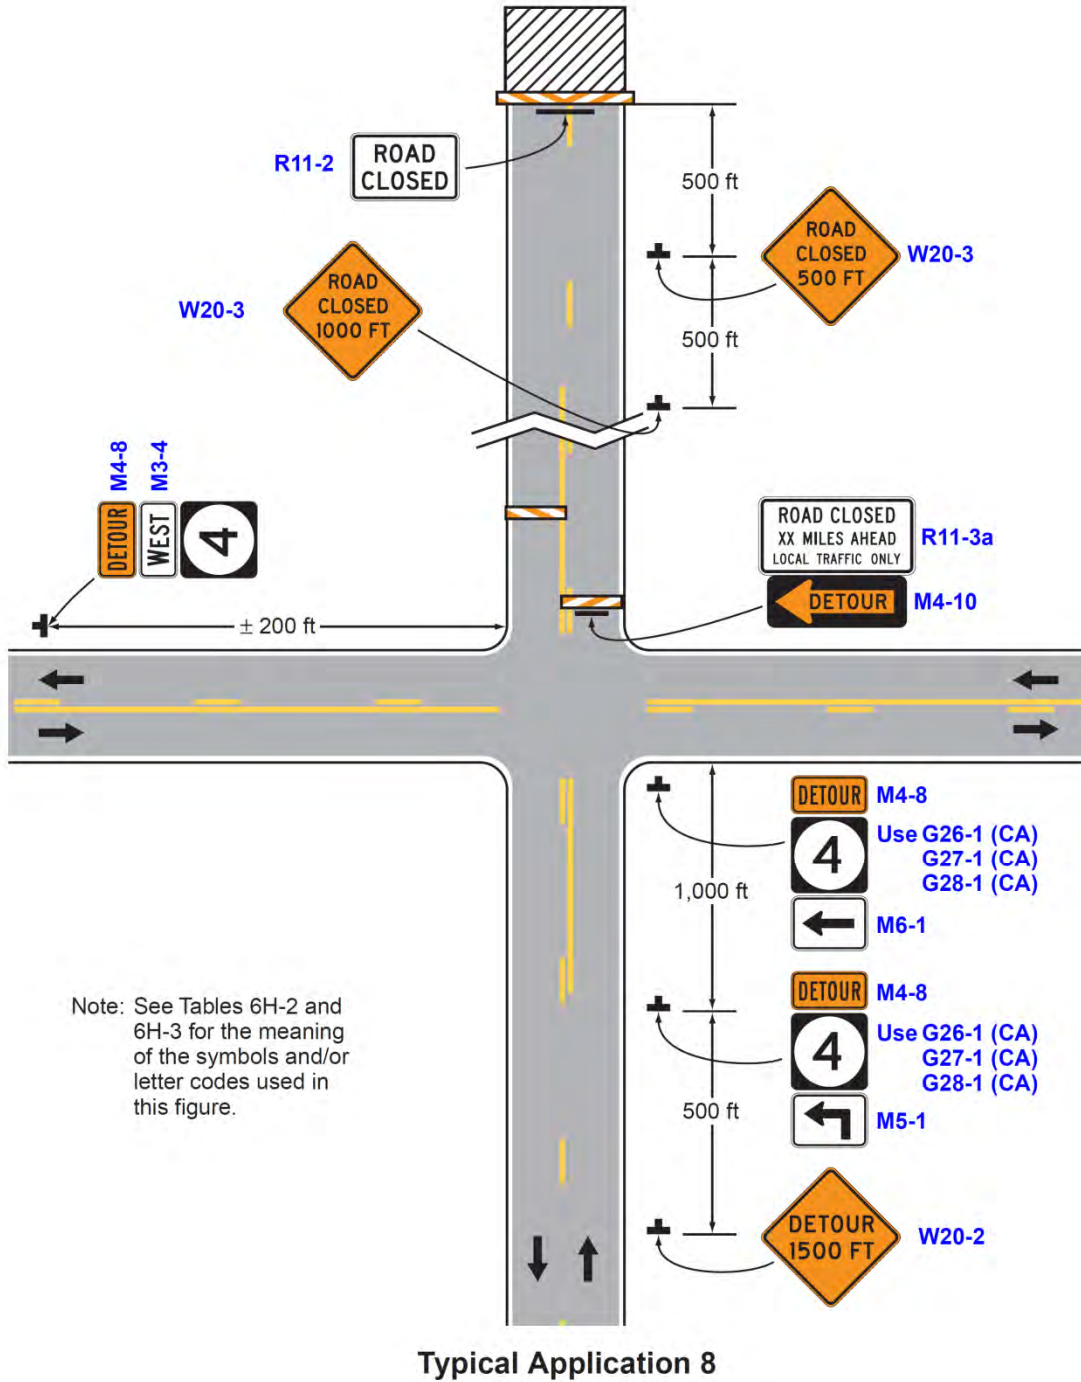 R11-2
ROAD
CLOSED
500 ft
ROAD
CLOSED
500 FT
W20-3
W20-3
ROAD
CLOSED
1000 FT
500 ft
M4-8
M3-4
DETOUR
WEST
4
ROAD CLOSED
XX MILES AHEAD
LOCAL TRAFFIC ONLY
R11-3a
DETOUR
M4-10
± 200 ft
DETOUR
M4-8
4
Use G26-1 (CA)
G27-1 (CA)
G28-1 (CA)
M6-1
1,000 ft
DETOUR
M4-8
4
Use G26-1 (CA)
G27-1 (CA)
G28-1 (CA)
M5-1
500 ft
Note: See Tables 6H-2 and
6H-3 for the meaning
of the symbols and/or
letter codes used in
this figure.
DETOUR
1500 FT
W20-2
Typical Application 8